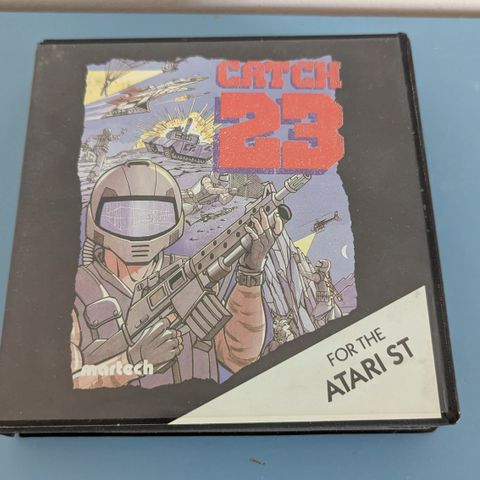 CATCH
23
martech
FOR THE
ATARI ST